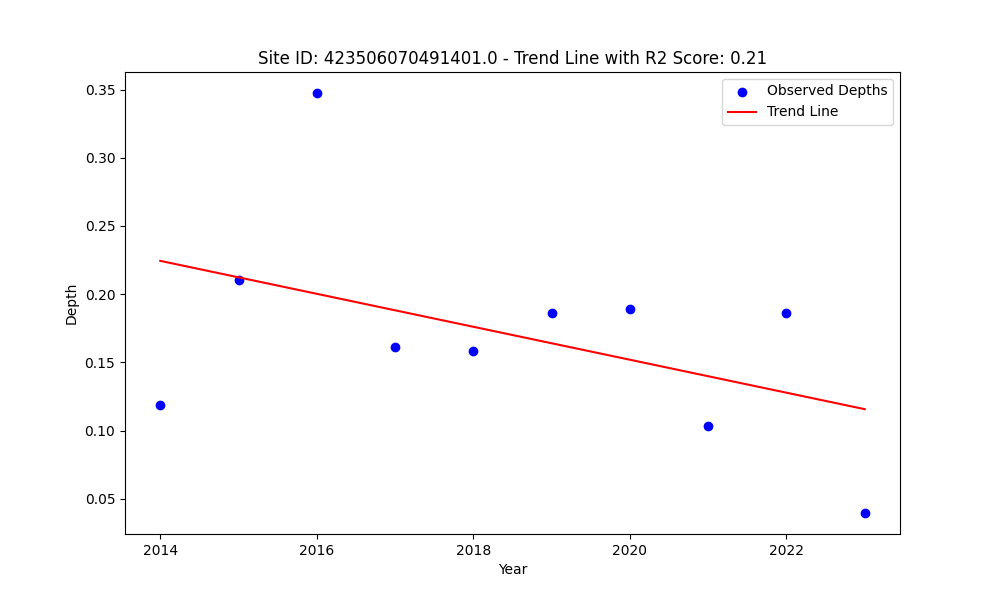 Site ID: 423506070491401.0 - Trend Line with R2 Score: 0.21
Observed Depths
Trend Line
0.35
0.30
0.25
0.20
0.15
0.10
0.05
Depth
2014
2016
2018
2020
2022
Year